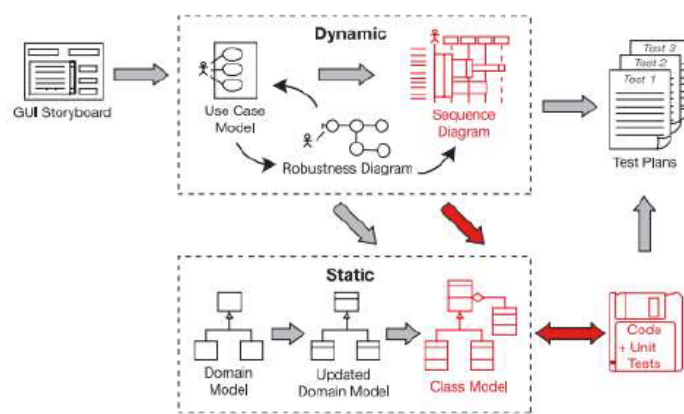 Dynamic
GUI Storyboard
Use Case
Model
Robustness Diagram
Sequence
Diagram
Test 3
Test 2
Test 1
Test Plans
Static
Domain
Model
Updated
Domain Model
Class Model
Code
+ Unit
Tests